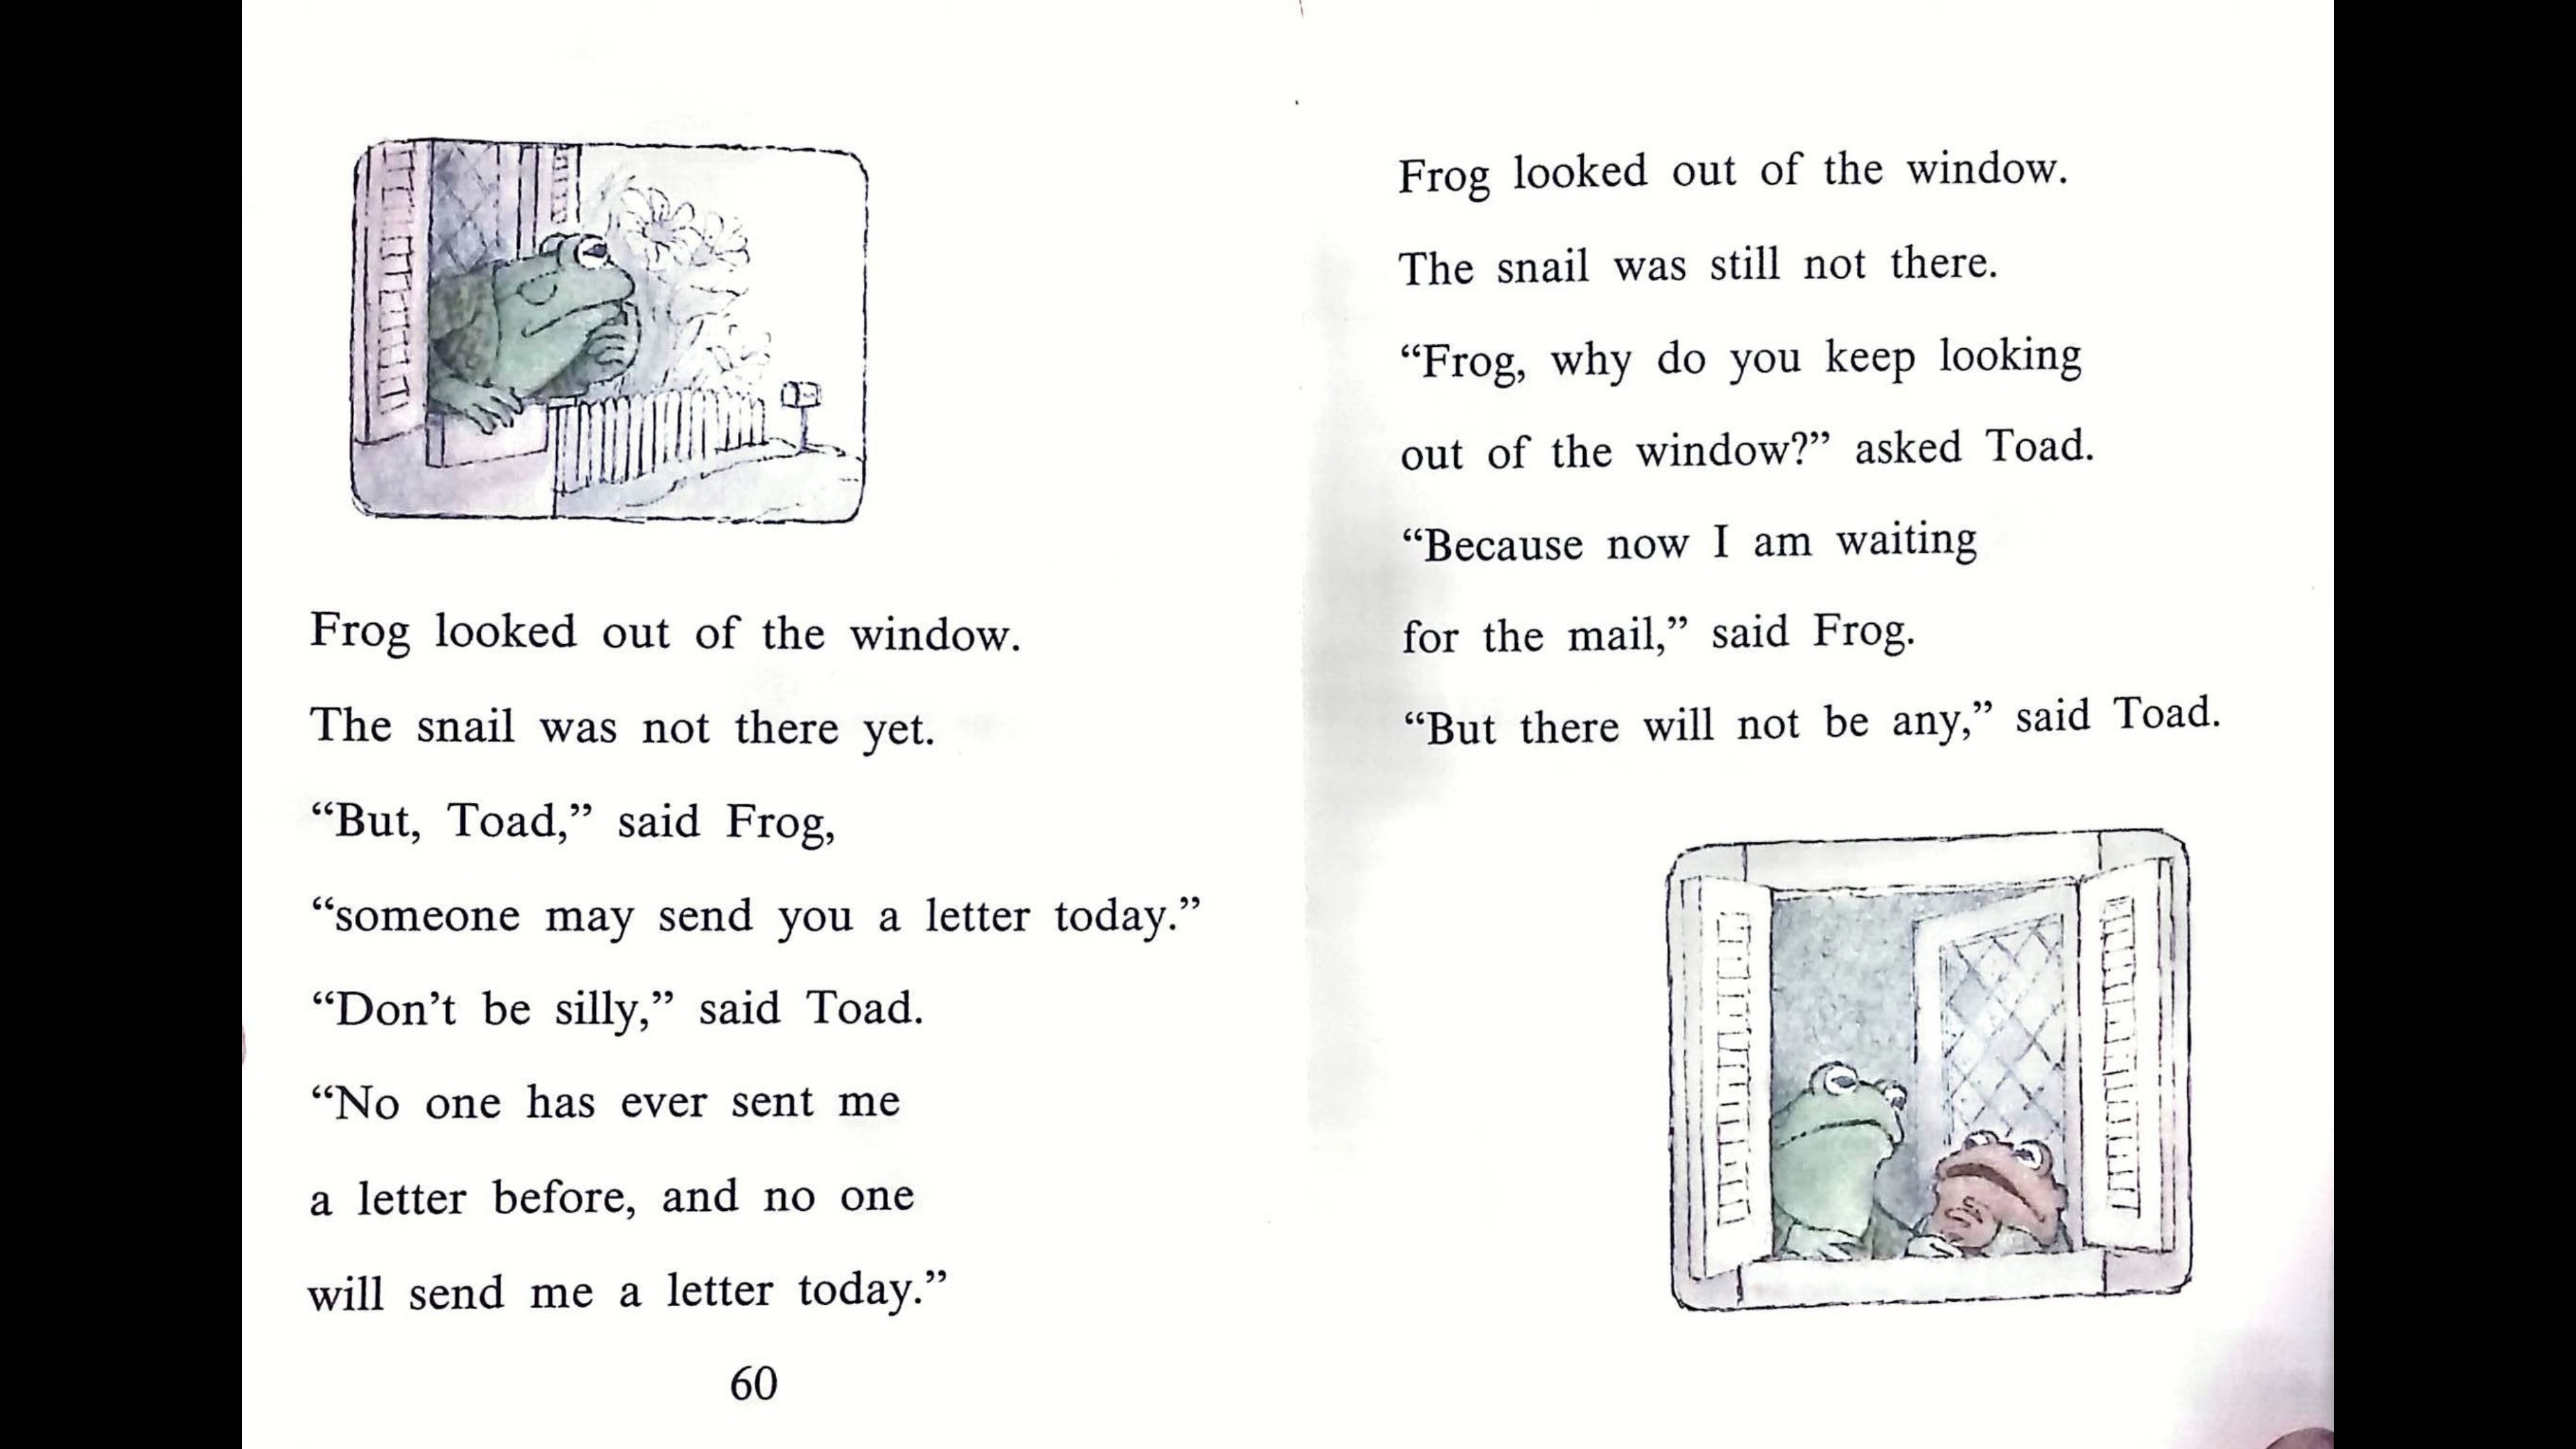 Frog looked out of the window.
The snail was not there yet.
“But, Toad,” said Frog,
“someone may send you a letter today.”
“Don’t be silly,” said Toad.
“No one has ever sent me
a letter before, and no one
will send me a letter today.”
60
Frog looked out of the window.
The snail was still not there.
“Frog, why do you keep looking
out of the window?” asked Toad.
“Because now I am waiting
for the mail,” said Frog.
“But there will not be any,” said Toad.